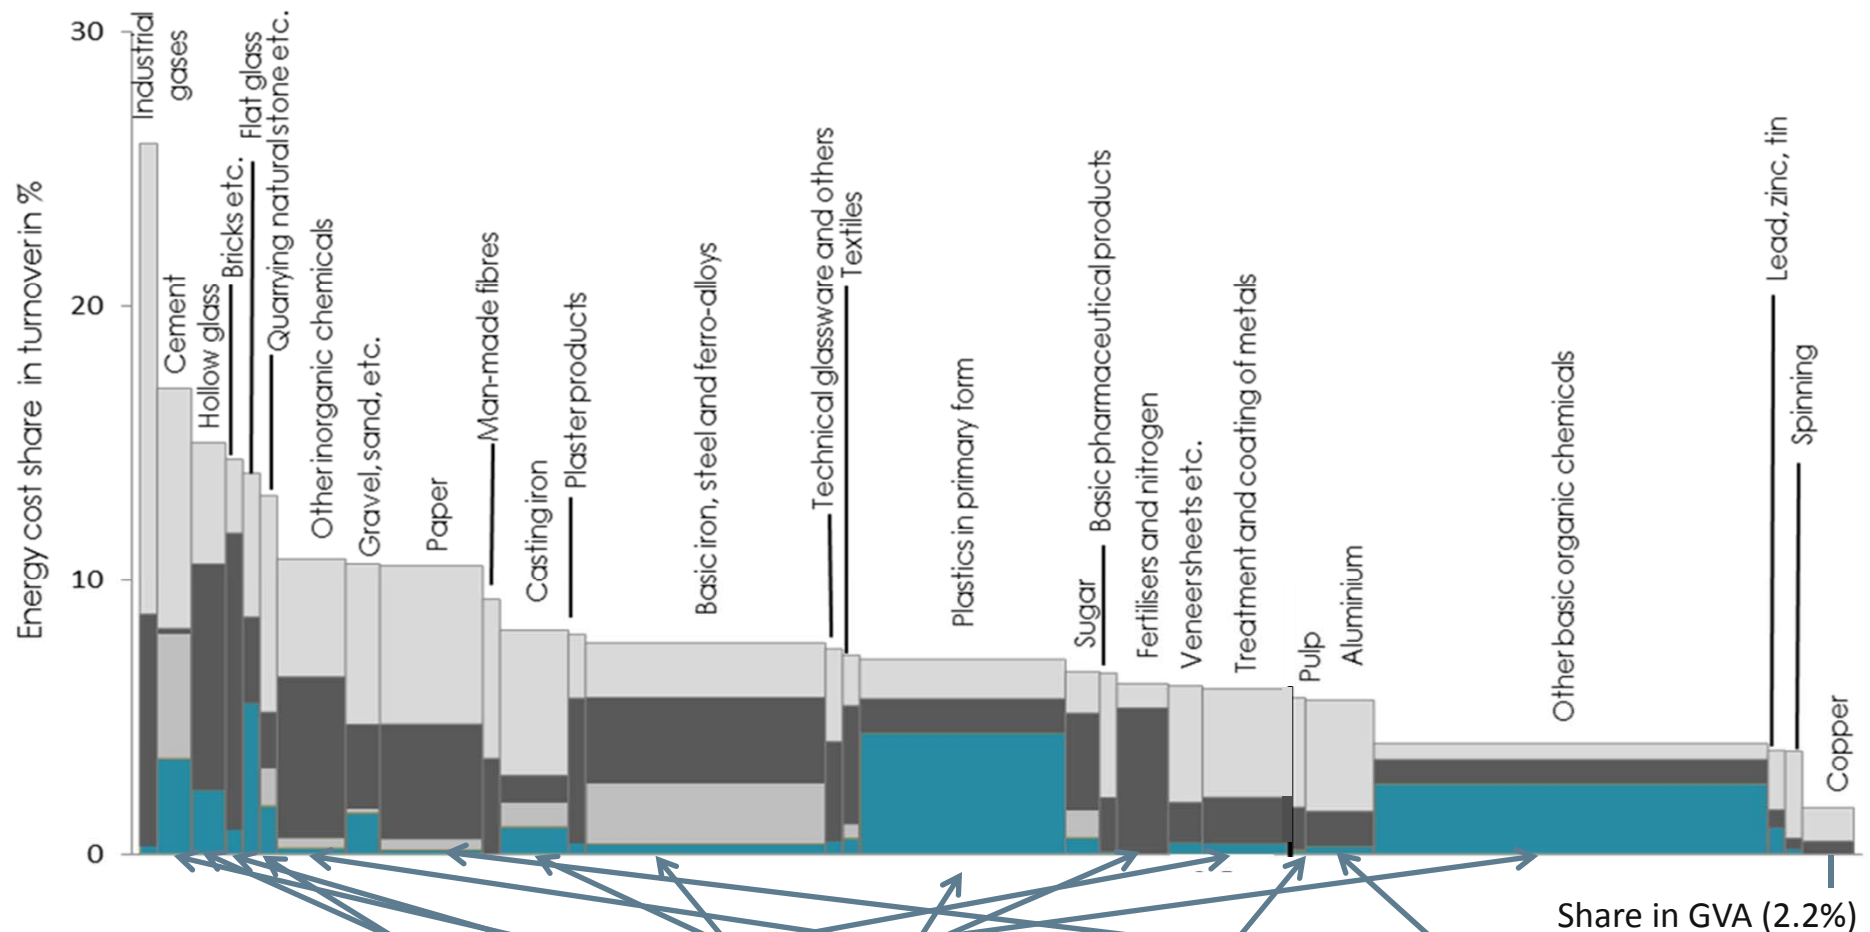 Energy cost share in turnover in %
30
20
10
0
Industrial
gases
Cement
Hollow glass
Bricks etc.
Flat glass
Quarrying natural stone etc.
Other inorganic chemicals
Gravel, sand, etc.
Paper
Man-made fibres
Casting iron
Plaster products
Basic iron, steel and ferro-alloys
Technical glassware and others
Textiles
Plastics in primary form
Sugar
Basic pharmaceutical products
Fertilisers and nitrogen
Veneer sheets etc.
Treatment and coating of metals
Pulp
Aluminium
Other basic organic chemicals
Lead, zinc, tin
Spinning
Copper
Share in GVA (2.2%)